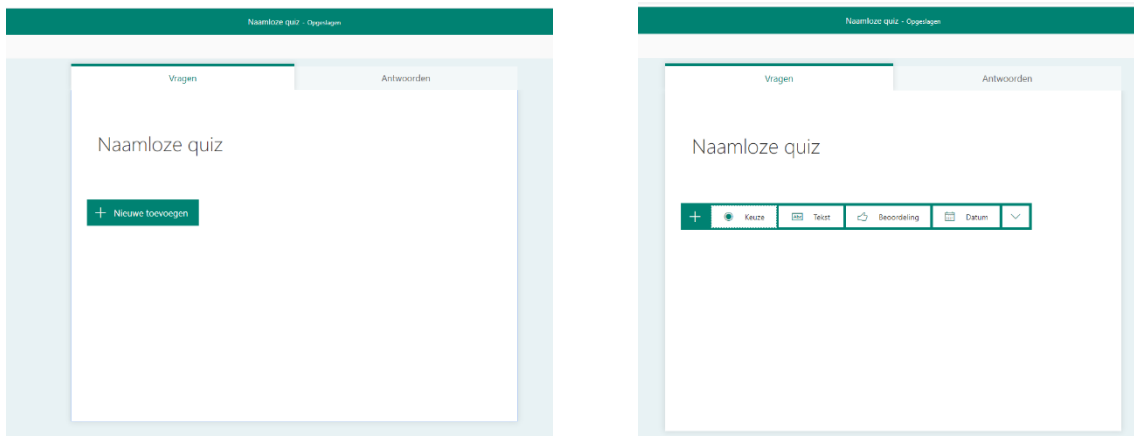 Naamloze quiz - Opgeslagen
Vragen
Antwoorden
Naamloze quiz
Nieuwe toevoegen
Naamloze quiz - Opgeslagen
Vragen
Antwoorden
Naamloze quiz
Keuze
Tekst
Beoordeling
Datum